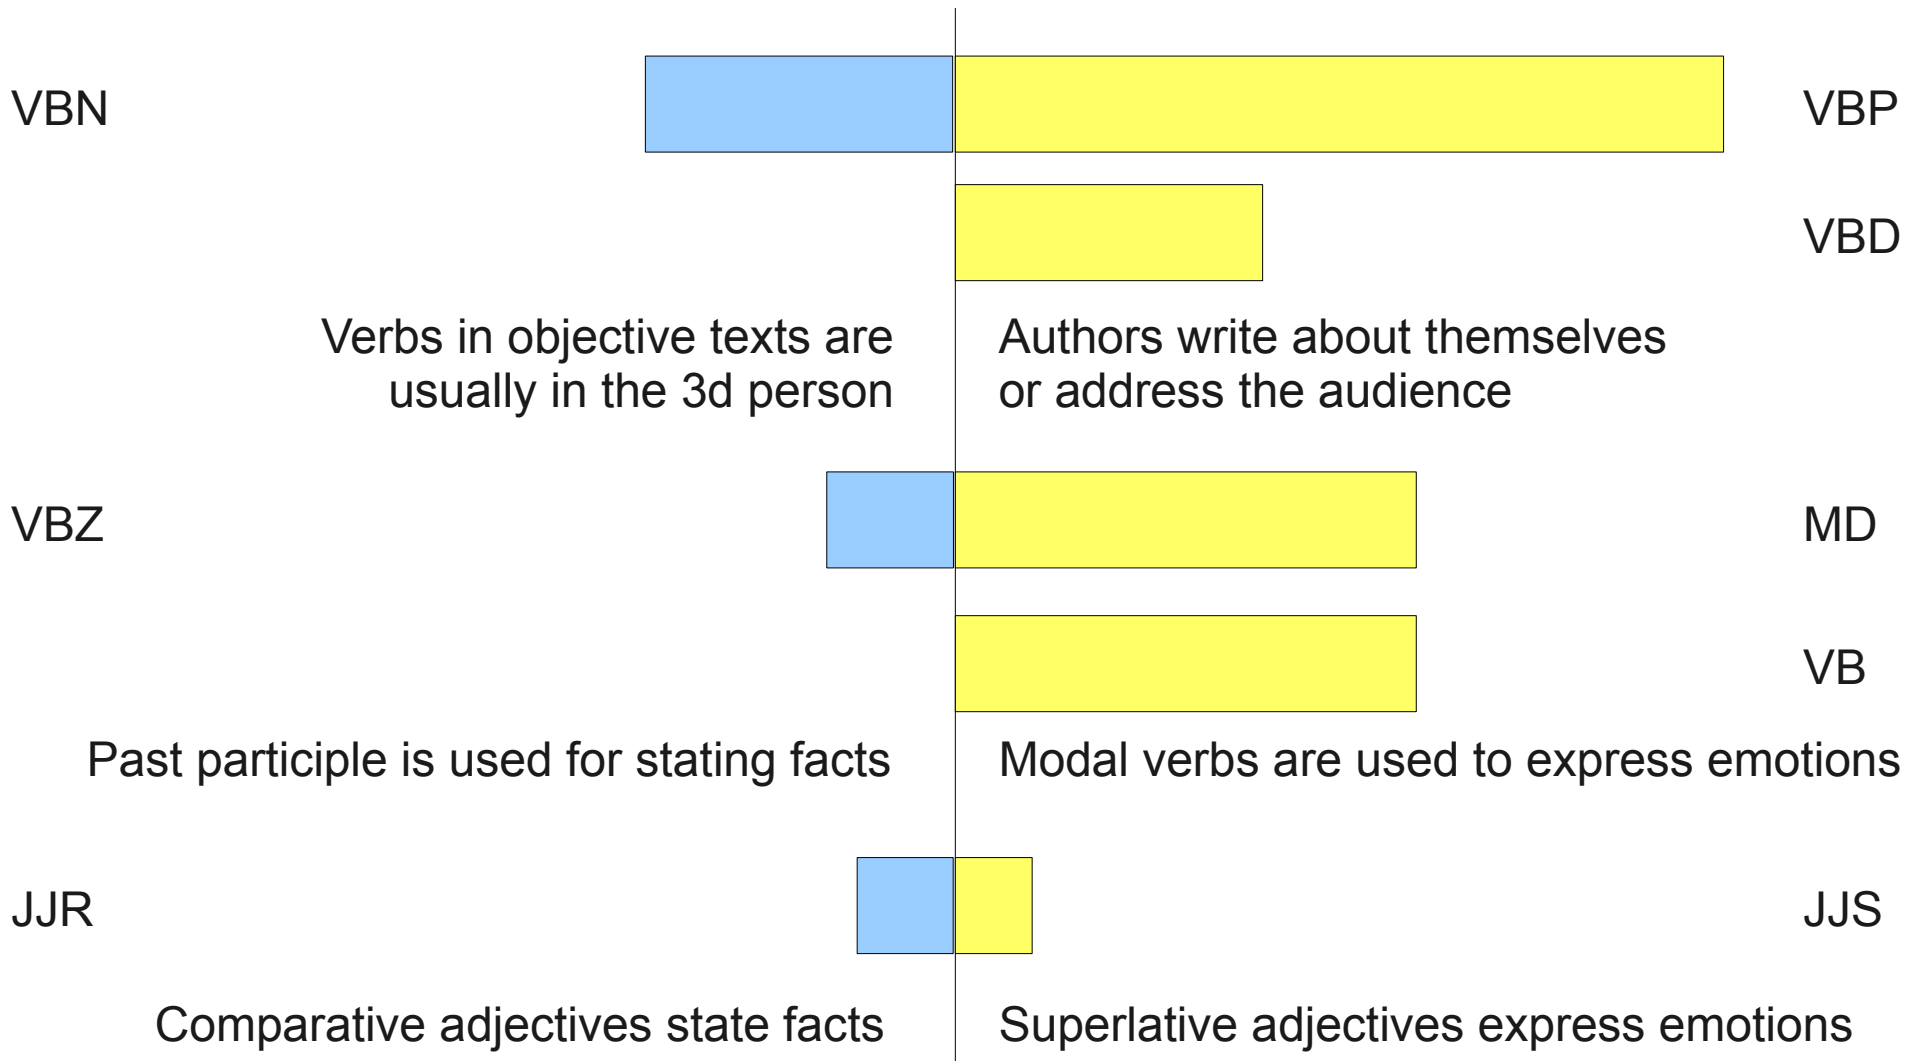 VBN
VBP
VBD
Verbs in objective texts are
usually in the 3d person
Authors write about themselves
or address the audience
VBZ
MD
VB
Past participle is used for stating facts
Modal verbs are used to express emotions
JJR
JJS
Comparative adjectives state facts
Superlative adjectives express emotions